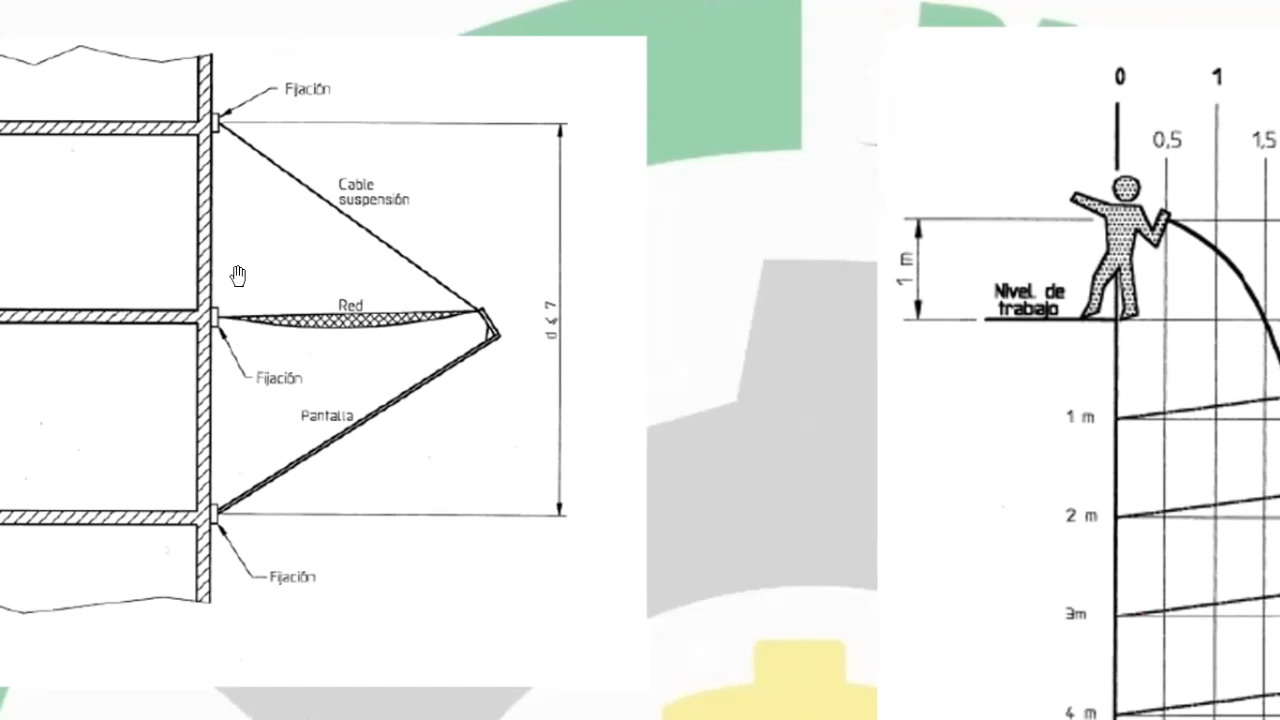 Fijación
Cable
suspensión
Red
d ≤ 7
Fijación
Pantalla
Fijación
0
1
0,5
1,5
1 m
Nivel. de
trabajo
1 m
2 m
3m
4 m